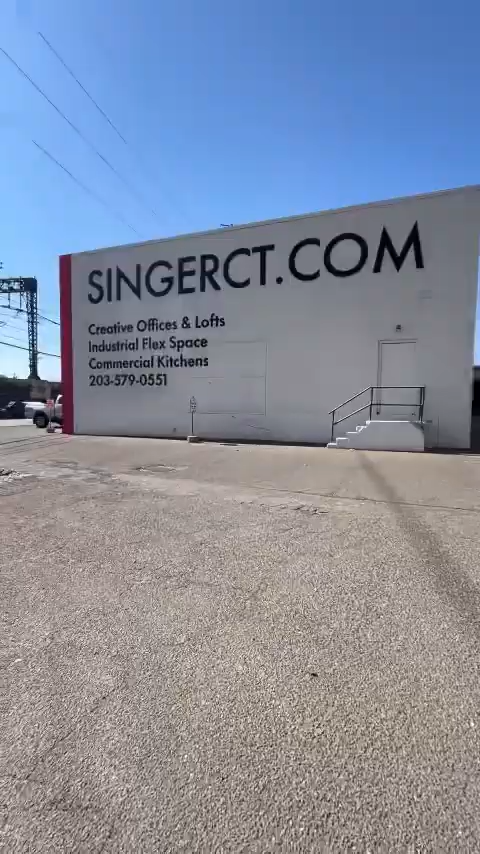 SINGERCT.COM
Creative Offices & Lofts
Industrial Flex Space
Commercial Kitchens
203-579-0551